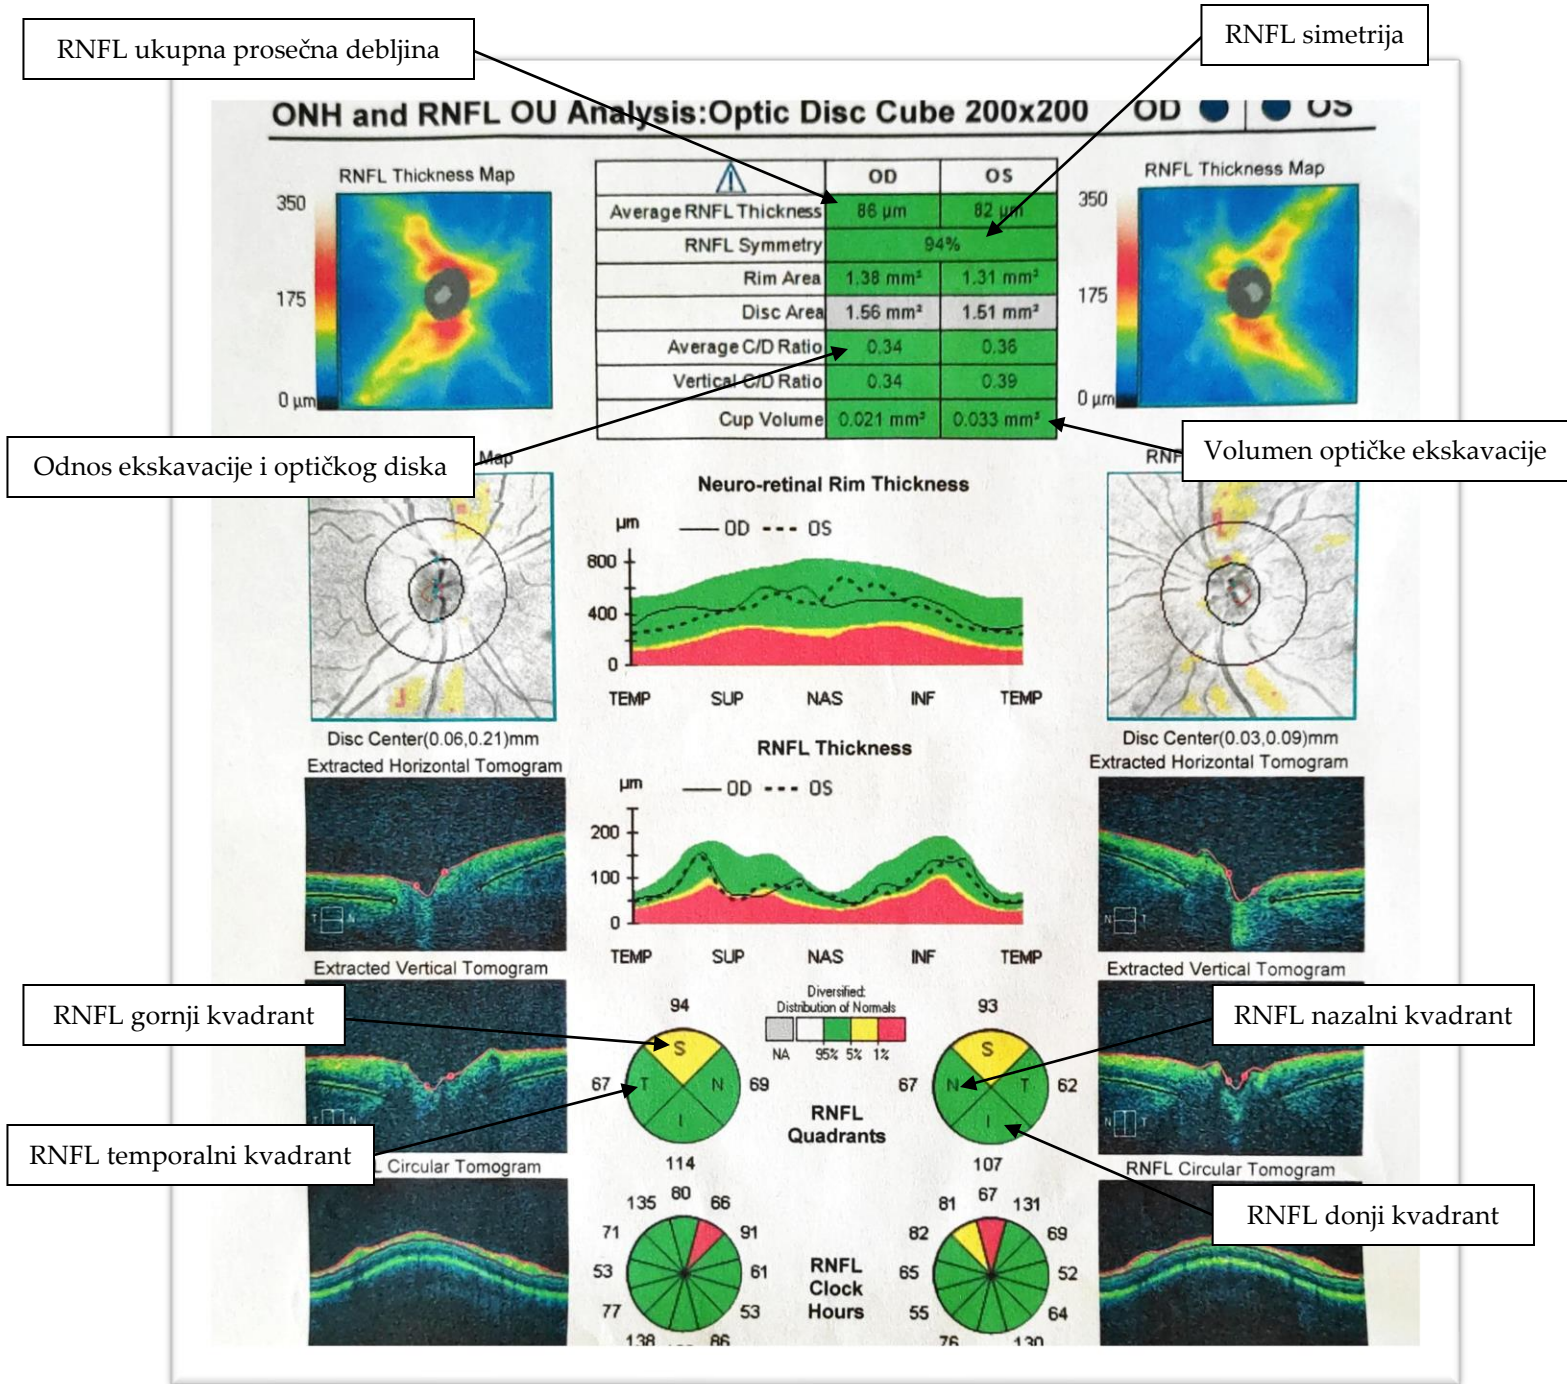 RNFL ukupna prosečna debljina
RNFL simetrija
ONH and RNFL OU Analysis:Optic Disc Cube 200x200 OD OS
RNFL Thickness Map
350
175
0 µm
OD OS
Average RNFL Thickness 86 µm 82 µm
RNFL Symmetry 94%
Rim Area 1.38 mm² 1.31 mm²
Disc Area 1.56 mm² 1.51 mm²
Average C/D Ratio 0.34 0.36
Vertical C/D Ratio 0.34 0.39
Cup Volume 0.021 mm³ 0.033 mm³
RNFL Thickness Map
350
175
0 µm
Odnos ekskavacije i optičkog diska
Map
Volumen optičke ekskavacije
RNF
Neuro-retinal Rim Thickness
µm OD OS
800
400
0
TEMP SUP NAS INF TEMP
Disc Center(0.06,0.21)mm
Extracted Horizontal Tomogram
Disc Center(0.03,0.09)mm
Extracted Horizontal Tomogram
RNFL Thickness
µm OD OS
200
100
0
TEMP SUP NAS INF TEMP
T N
N T
Extracted Vertical Tomogram
Extracted Vertical Tomogram
RNFL gornji kvadrant
RNFL nazalni kvadrant
Diversified:
Distribution of Normals
NA 95% 5% 1%
94
S
67 T N 69
I
114
93
S
67 N T 62
I
107
RNFL
Quadrants
RNFL temporalni kvadrant
L Circular Tomogram
RNFL Circular Tomogram
RNFL donji kvadrant
135 80 66
71 91
53 61
77 53
138 86
RNFL
Clock
Hours
81 67 131
82 69
65 52
55 64
76 130